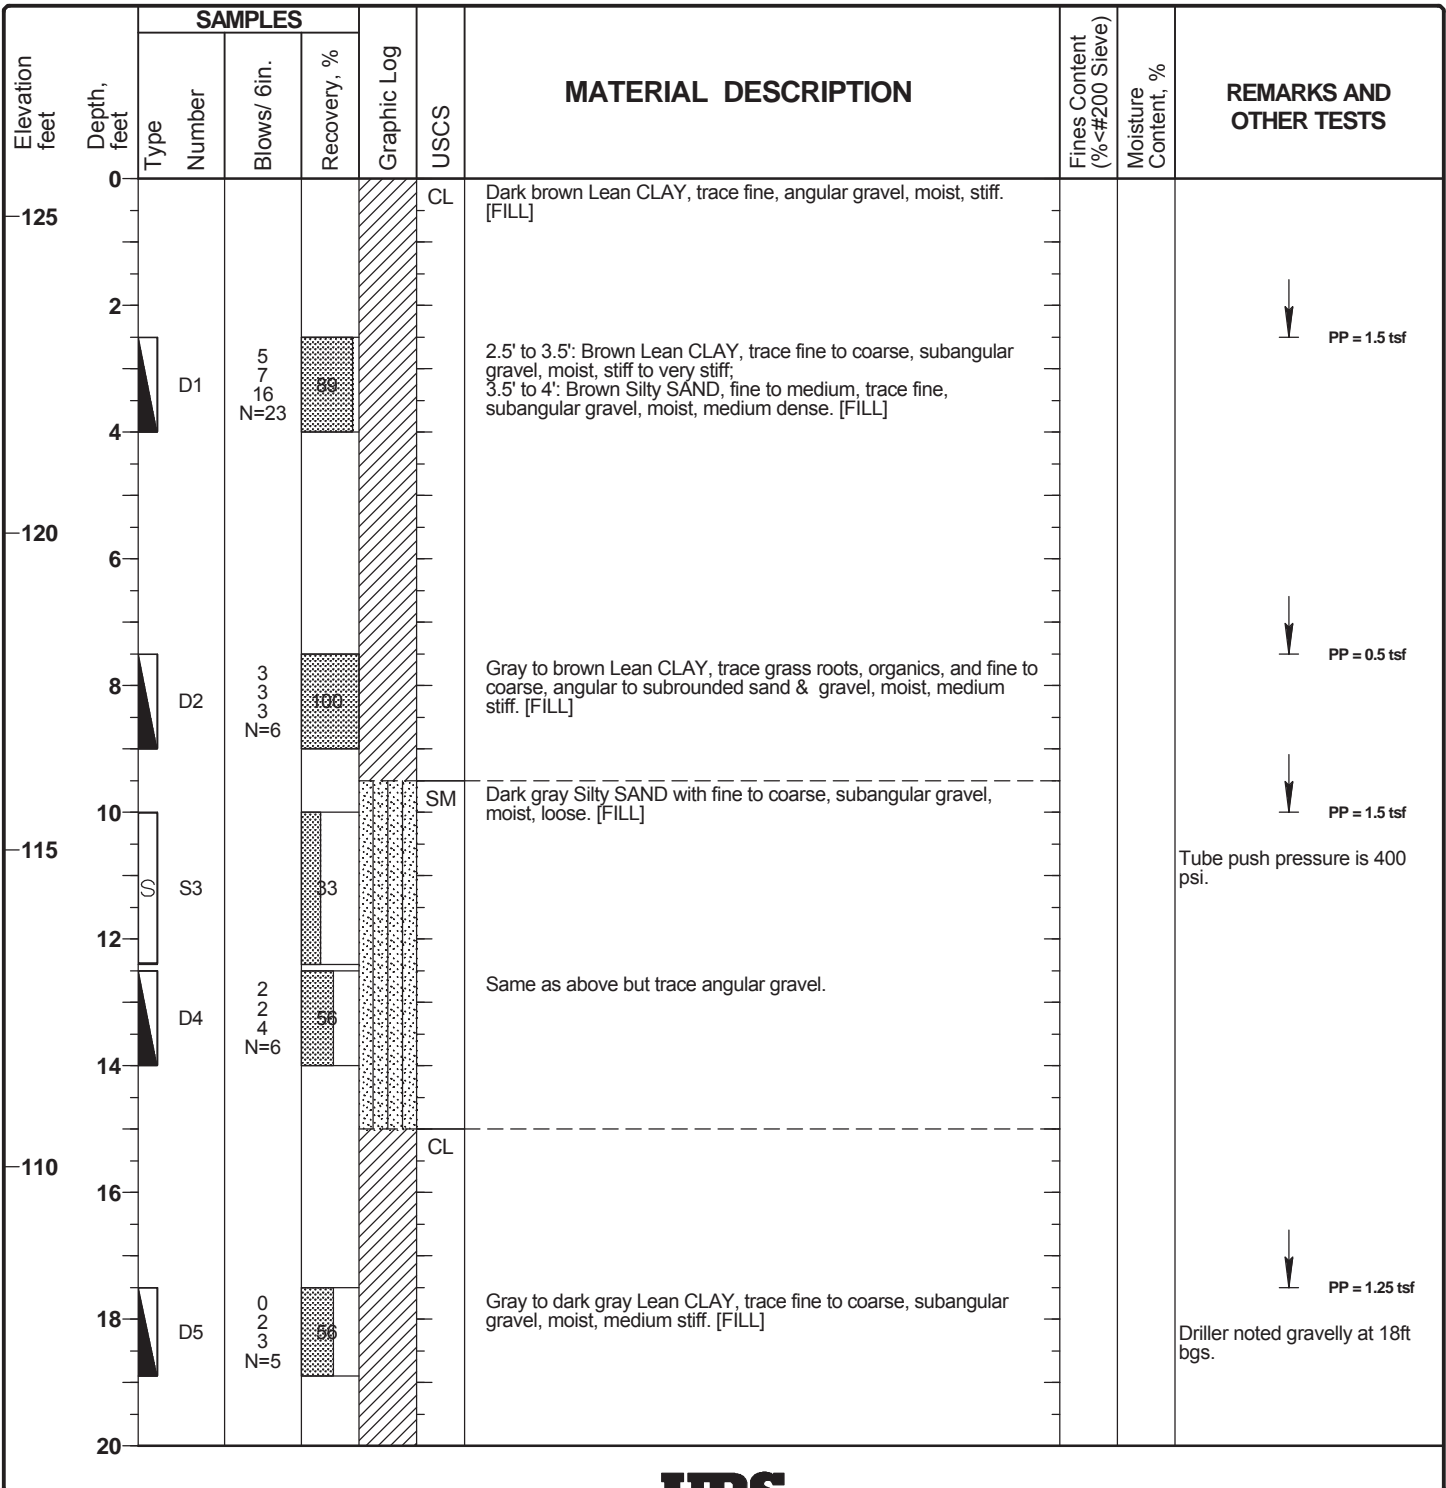 SAMPLES
Elevation
feet
Depth,
feet
Type
Number
Blows/ 6in.
Recovery, %
Graphic Log
USCS
MATERIAL DESCRIPTION
Fines Content
(%<#200 Sieve)
Moisture
Content, %
REMARKS AND
OTHER TESTS
0
CL
Dark brown Lean CLAY, trace fine, angular gravel, moist, stiff.
[FILL]
125
2
PP = 1.5 tsf
D1
5
7
16
N=23
89
2.5' to 3.5': Brown Lean CLAY, trace fine to coarse, subangular
gravel, moist, stiff to very stiff;
3.5' to 4': Brown Silty SAND, fine to medium, trace fine,
subangular gravel, moist, medium dense. [FILL]
4
120
6
PP = 0.5 tsf
8
D2
3
3
3
N=6
100
Gray to brown Lean CLAY, trace grass roots, organics, and fine to
coarse, angular to subrounded sand & gravel, moist, medium
stiff. [FILL]
SM
Dark gray Silty SAND with fine to coarse, subangular gravel,
moist, loose. [FILL]
10
PP = 1.5 tsf
115
Tube push pressure is 400
psi.
S
S3
33
12
D4
2
2
4
N=6
56
Same as above but trace angular gravel.
14
CL
110
16
PP = 1.25 tsf
18
D5
0
2
3
N=5
56
Gray to dark gray Lean CLAY, trace fine to coarse, subangular
gravel, moist, medium stiff. [FILL]
Driller noted gravelly at 18ft
bgs.
20